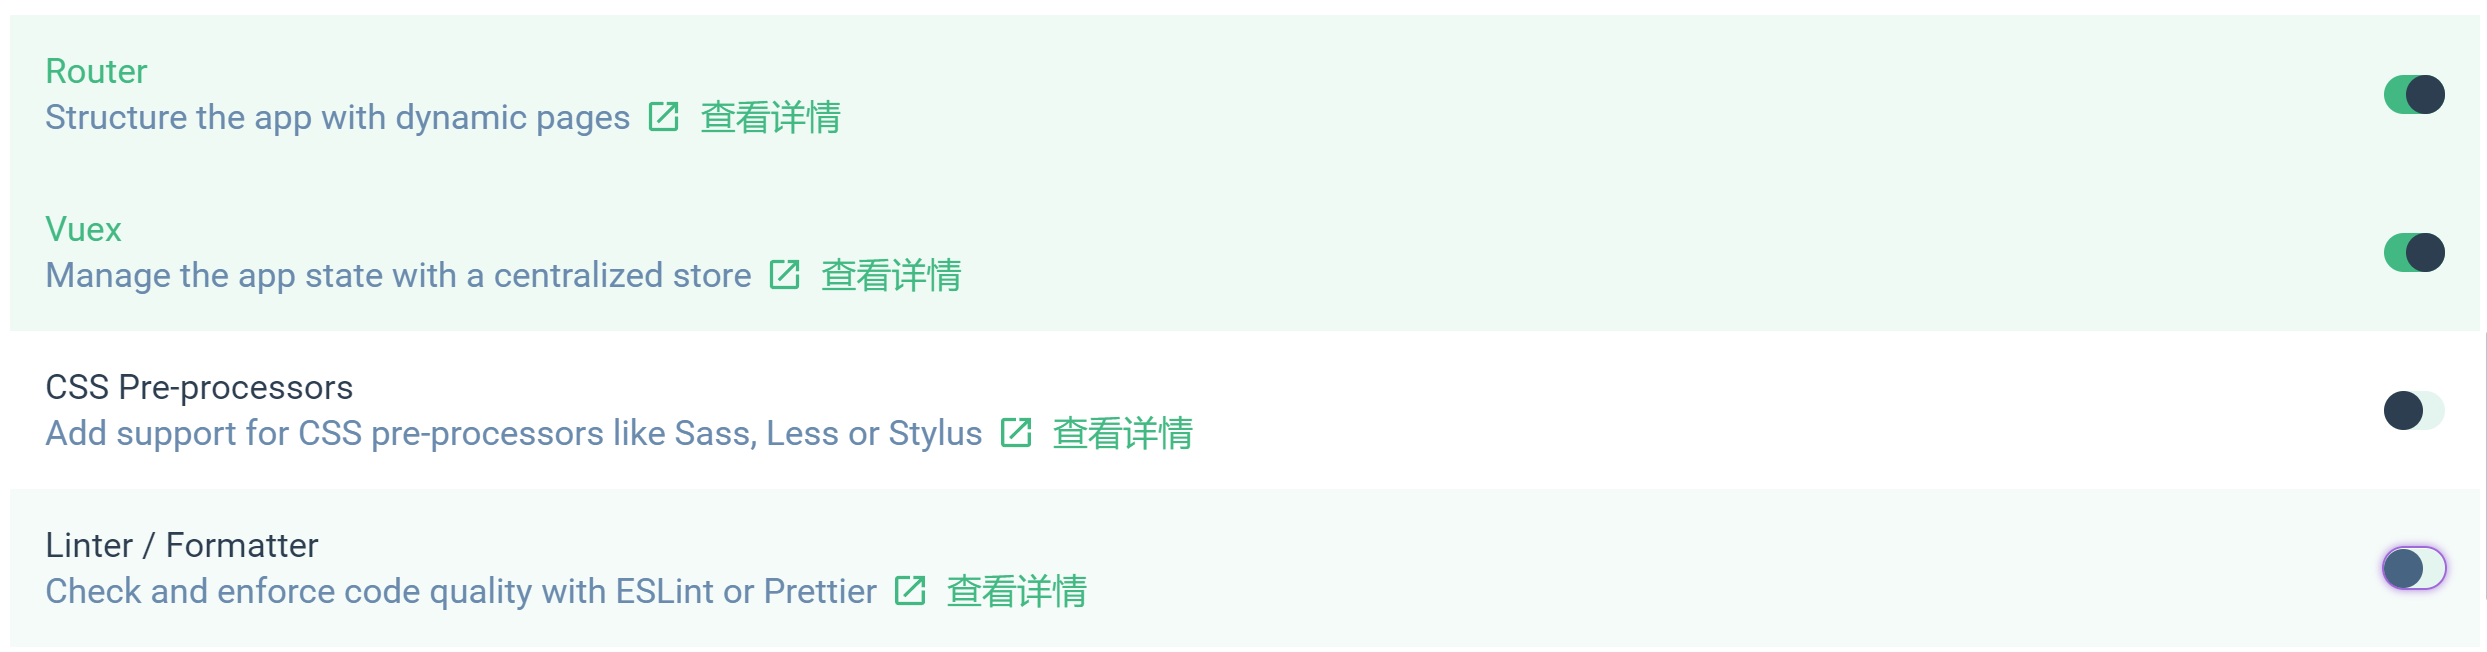 Router
Structure the app with dynamic pages 查看详情
Vuex
Manage the app state with a centralized store 查看详情
CSS Pre-processors
Add support for CSS pre-processors like Sass, Less or Stylus 查看详情
Linter / Formatter
Check and enforce code quality with ESLint or Prettier 查看详情